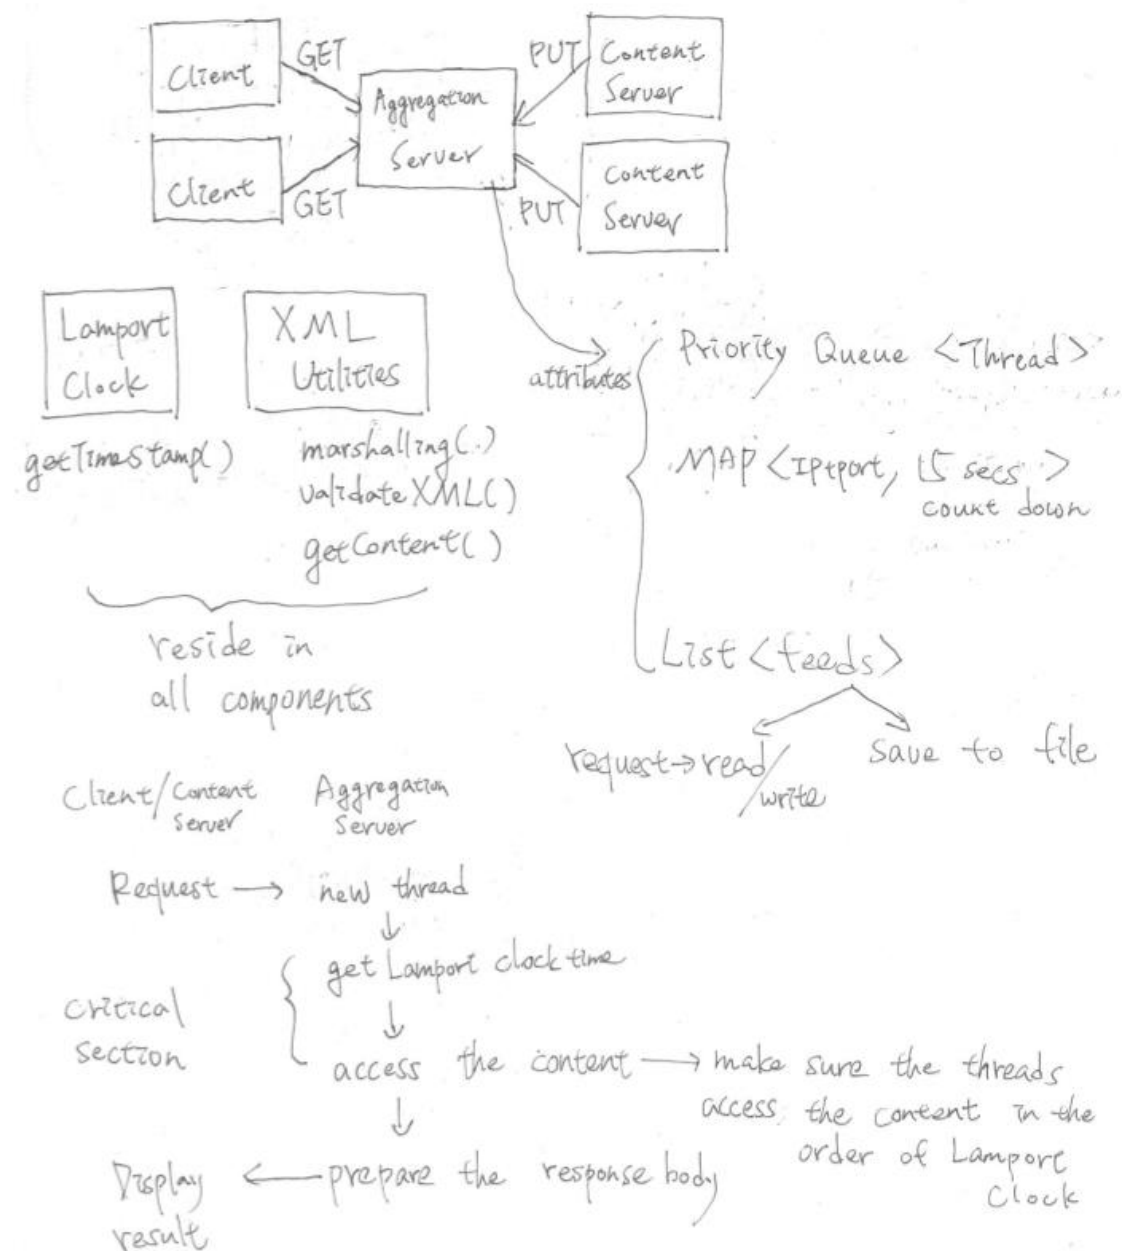 Client
GET
Aggregation
Server
PUT
Content
Server
Client
GET
PUT
Content
Server
Lamport
Clock
getTimeStamp()
XML
Utilities
marshalling(.)
validateXML()
getContent()
reside in
all components
attributes
Priority Queue <Thread>
MAP <IP+port, 15 secs>
count down
List <feeds>
request→read/
write
save to file
Client/Content
Server
Aggregation
Server
Request → new thread
↓
get Lamport clock time
↓
Critical
section
access the content → make sure the threads
access the content in the
order of Lamport
Clock
↓
Display
result
← prepare the response body